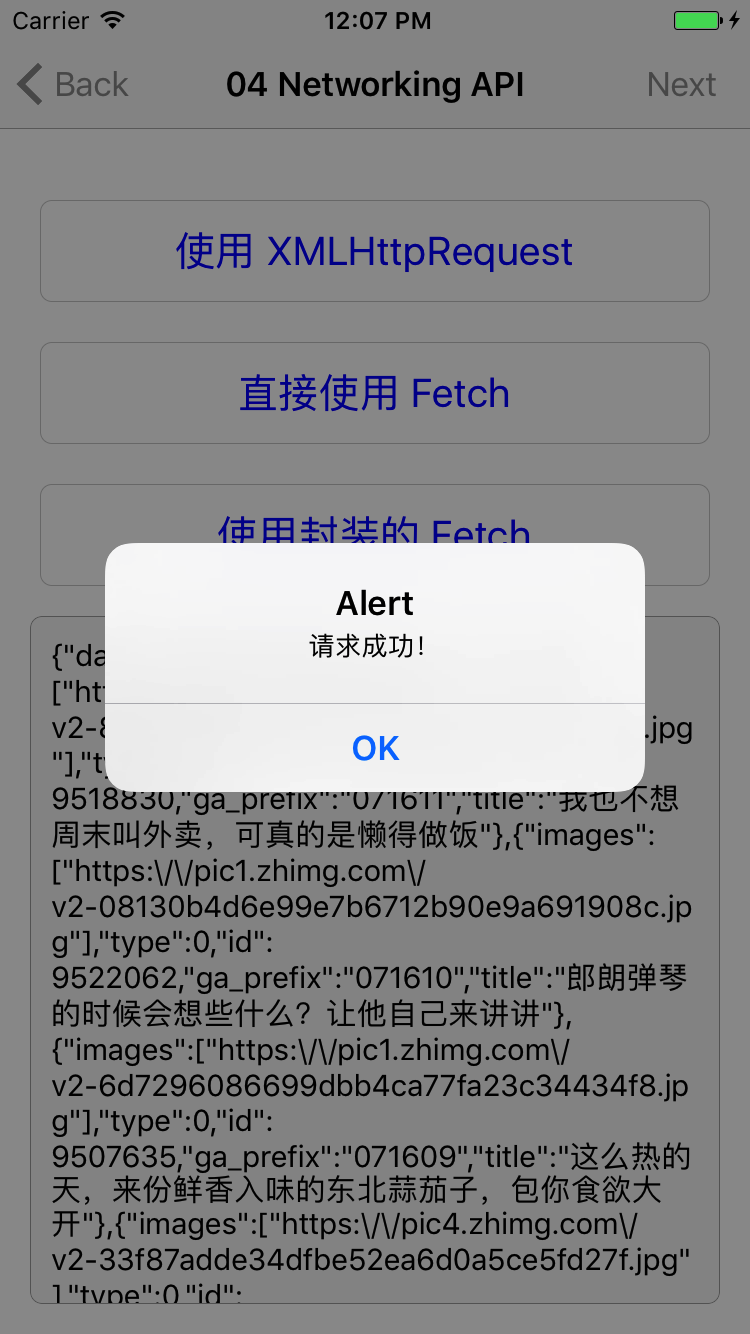 Carrier 12:07 PM
Back 04 Networking API Next
使用 XMLHttpRequest
直接使用 Fetch
使用封装的 Fetch
Alert
请求成功！
OK
{"da
["ht
v2-8 .jpg
"],"t
9518830,"ga_prefix":"071611","title":"我也不想
周末叫外卖，可真的是懒得做饭"},{"images":
["https:\/\/pic1.zhimg.com\/
v2-08130b4d6e99e7b6712b90e9a691908c.jp
g"],"type":0,"id":
9522062,"ga_prefix":"071610","title":"郎朗弹琴
的时候会想些什么？让他自己来讲讲"},
{"images":["https:\/\/pic1.zhimg.com\/
v2-6d7296086699dbb4ca77fa23c34434f8.jp
g"],"type":0,"id":
9507635,"ga_prefix":"071609","title":"这么热的
天，来份鲜香入味的东北蒜茄子，包你食欲大
开"},{"images":["https:\/\/pic4.zhimg.com\/
v2-33f87adde34dfbe52ea6d0a5ce5fd27f.jpg"
],"type":0,"id":